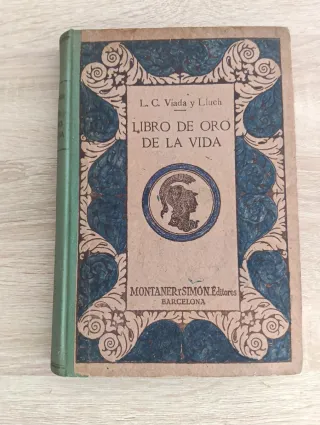 L. C. Viada y Lluch
LIBRO DE ORO
DE LA VIDA
MONTANER Y SIMÓN, Editores
BARCELONA